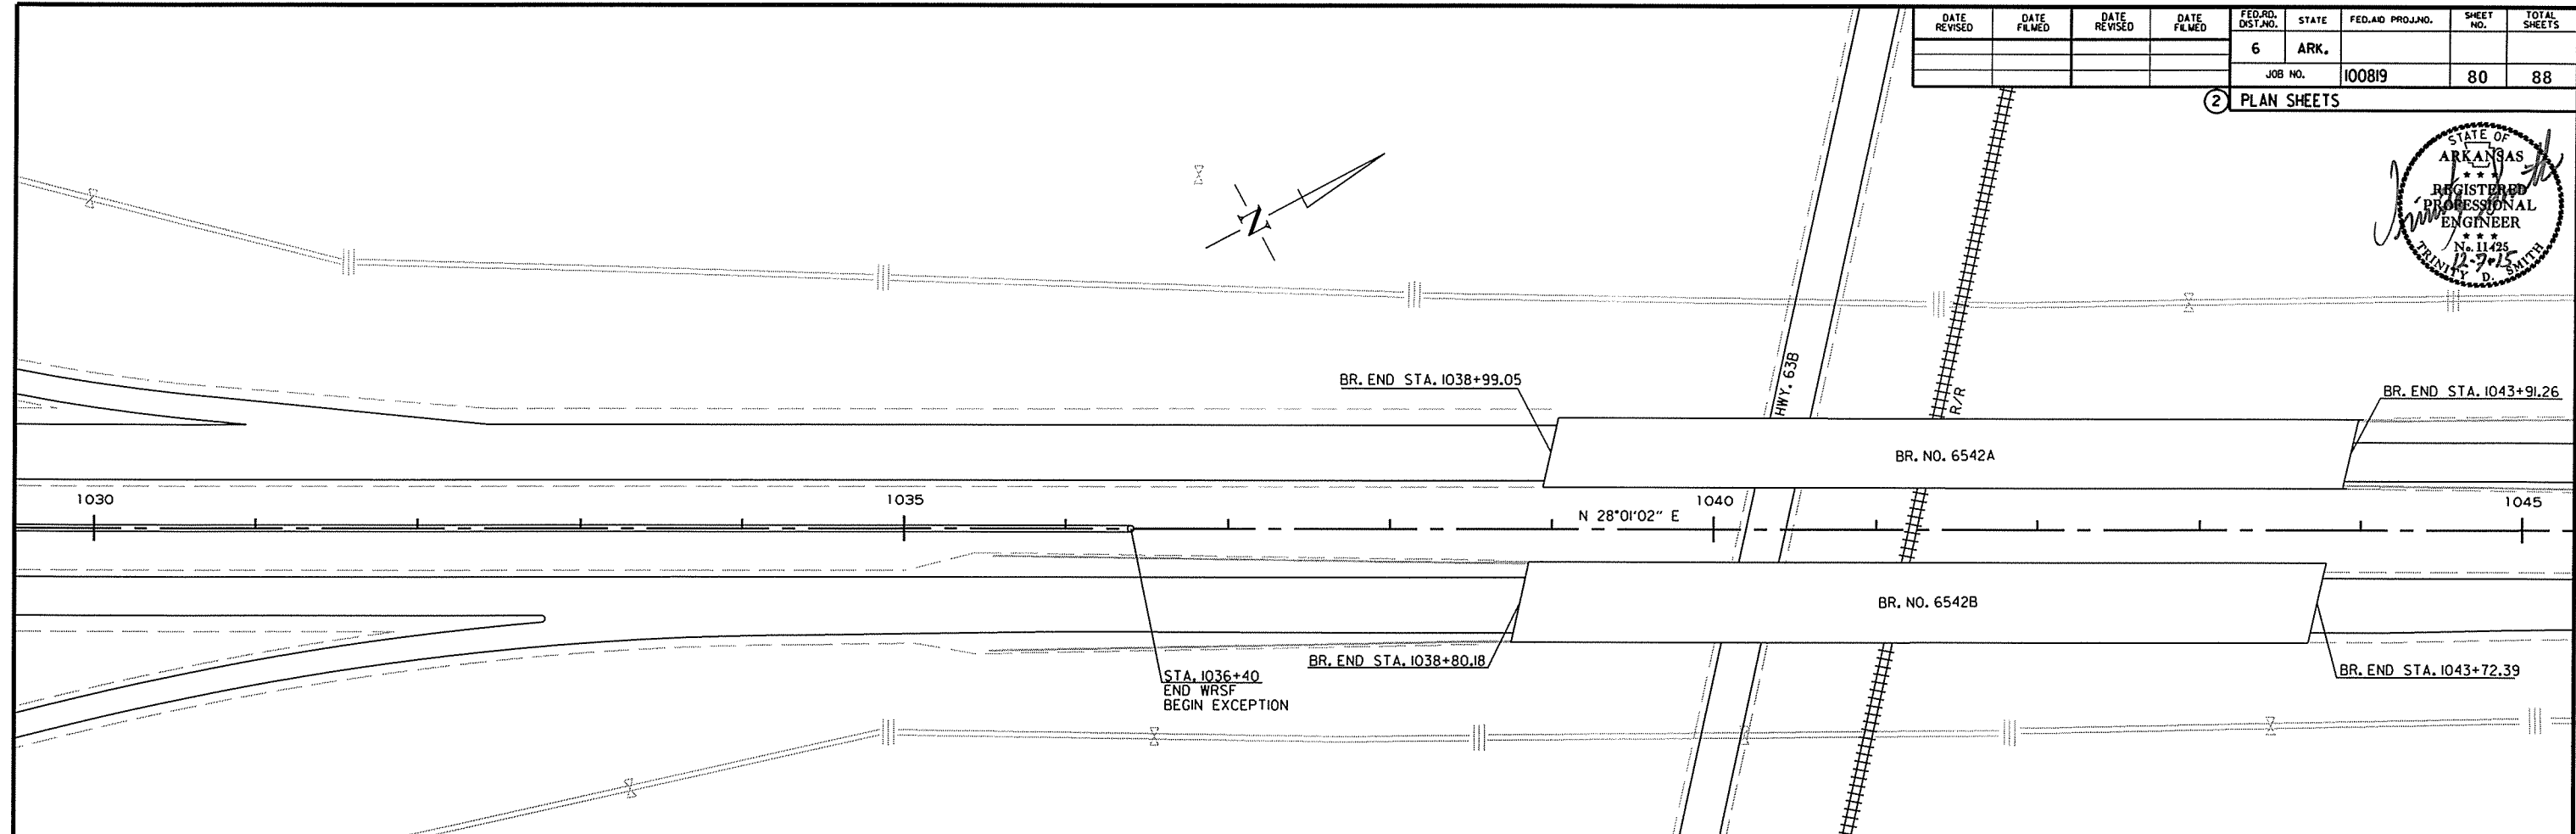 DATE REVISED
DATE FILMED
DATE REVISED
DATE FILMED
FED.RD. DIST.NO.
STATE
FED.AID PROJ.NO.
SHEET NO.
TOTAL SHEETS
6
ARK.
JOB NO.
100819
80
88
2 PLAN SHEETS
STATE OF
ARKANSAS
REGISTERED
PROFESSIONAL
ENGINEER
No. 11425
12-7-15
TRINITY D. SMITH
N
HWY. 63B
R/R
BR. END STA. 1038+99.05
BR. END STA. 1043+91.26
BR. NO. 6542A
1030
1035
1040
1045
N 28°01'02" E
BR. NO. 6542B
BR. END STA. 1038+80.18
BR. END STA. 1043+72.39
STA. 1036+40
END WRSF
BEGIN EXCEPTION